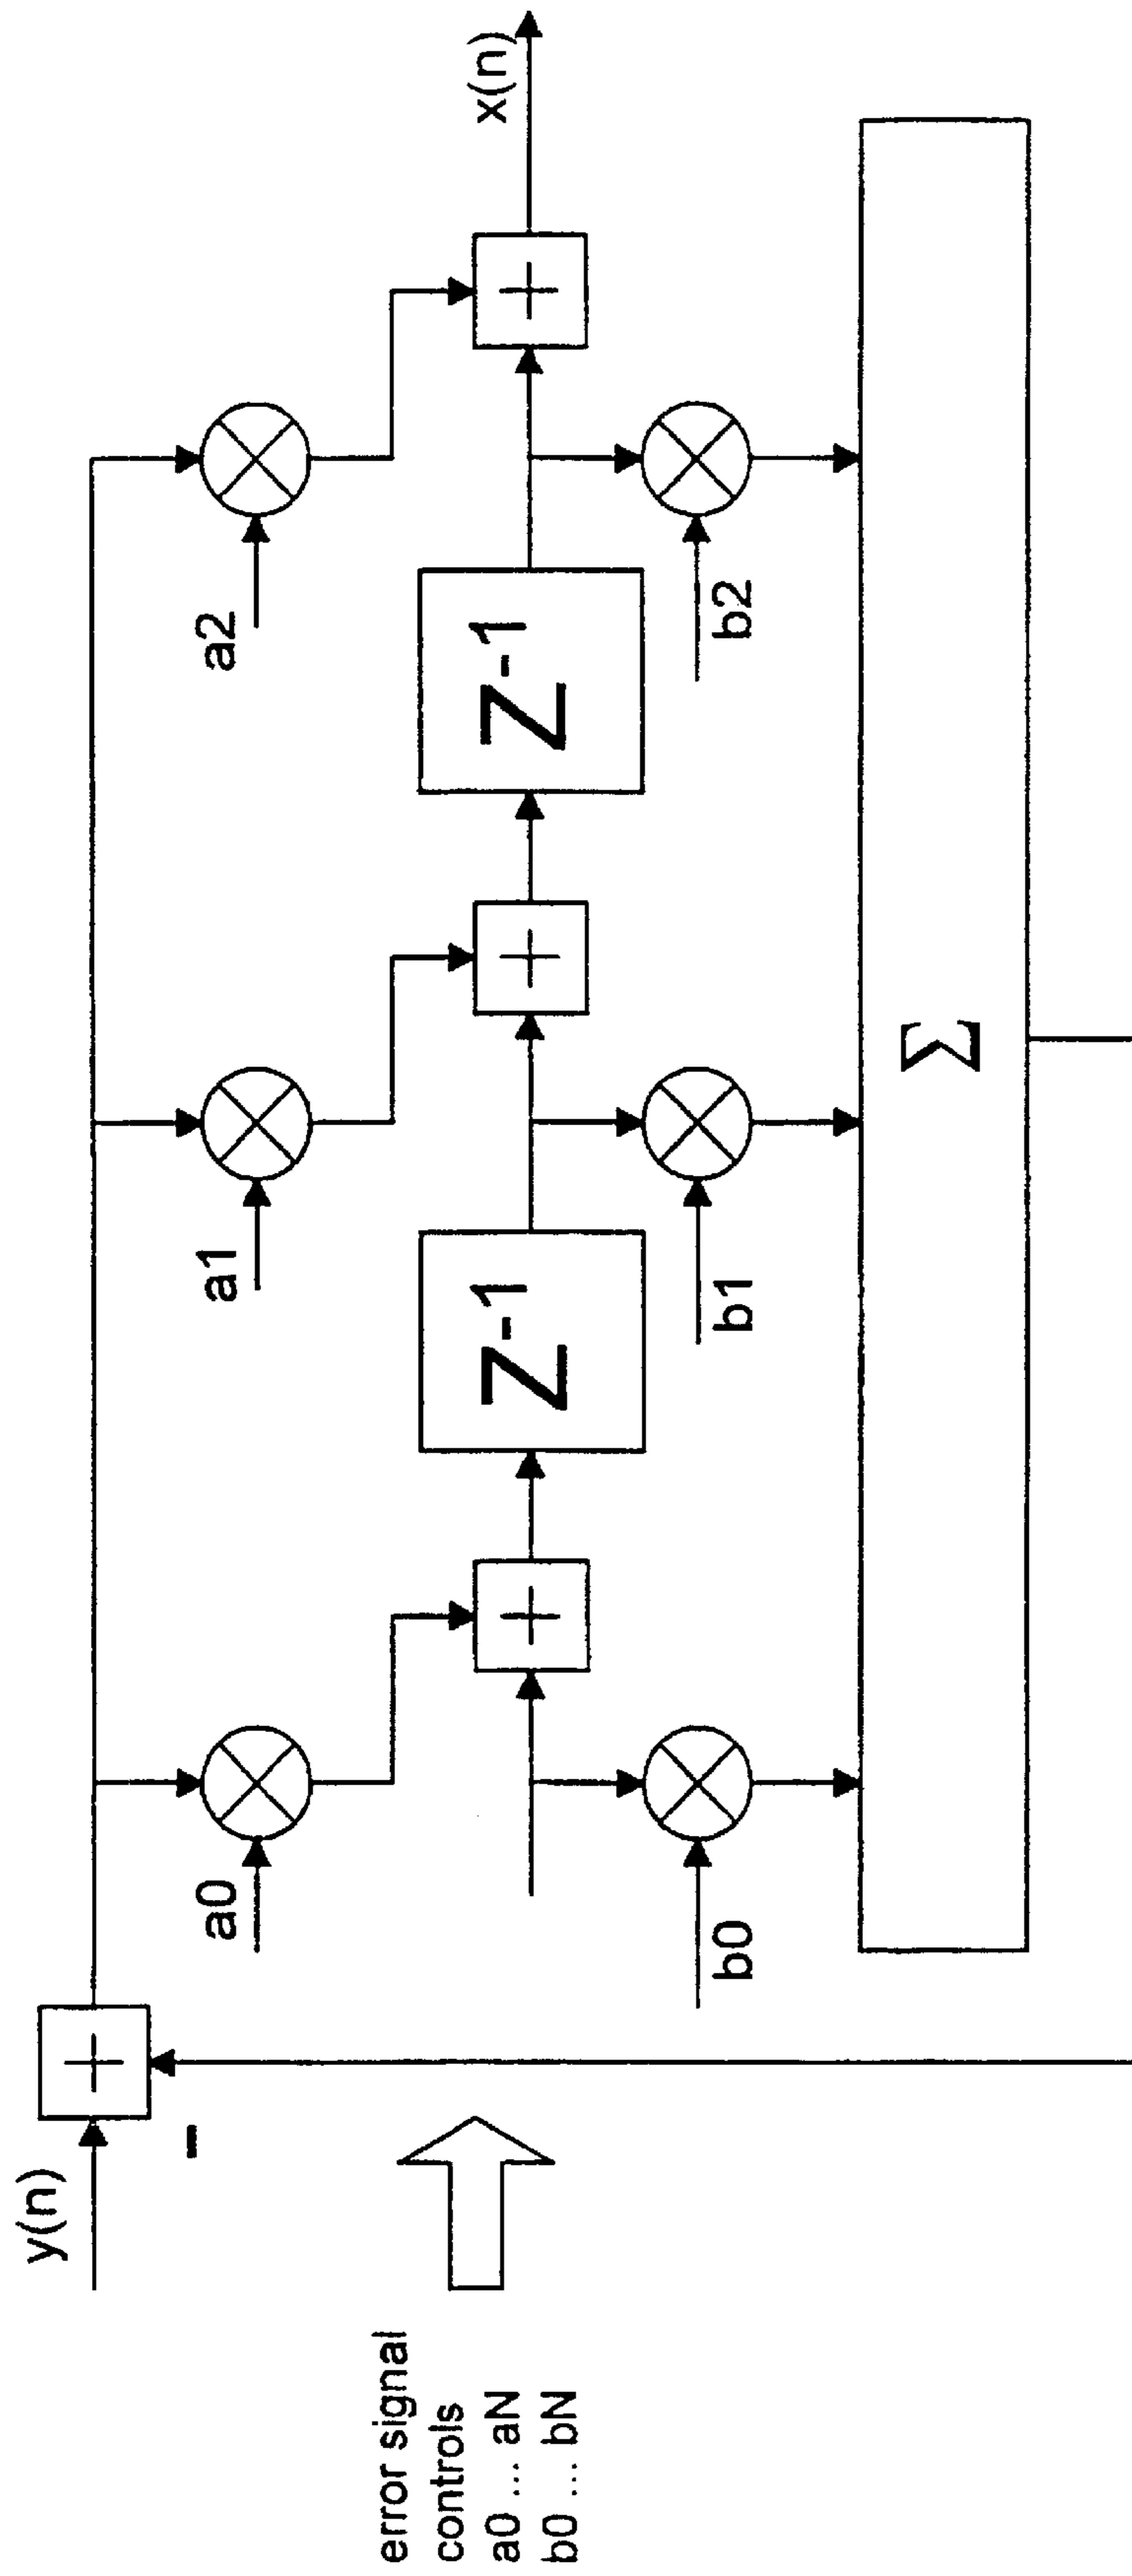 y(n)
-
+
a0
a1
a2
+
+
+
x(n)
Z-1
Z-1
b0
b1
b2
Σ
error signal
controls
a0 ... aN
b0 ... bN